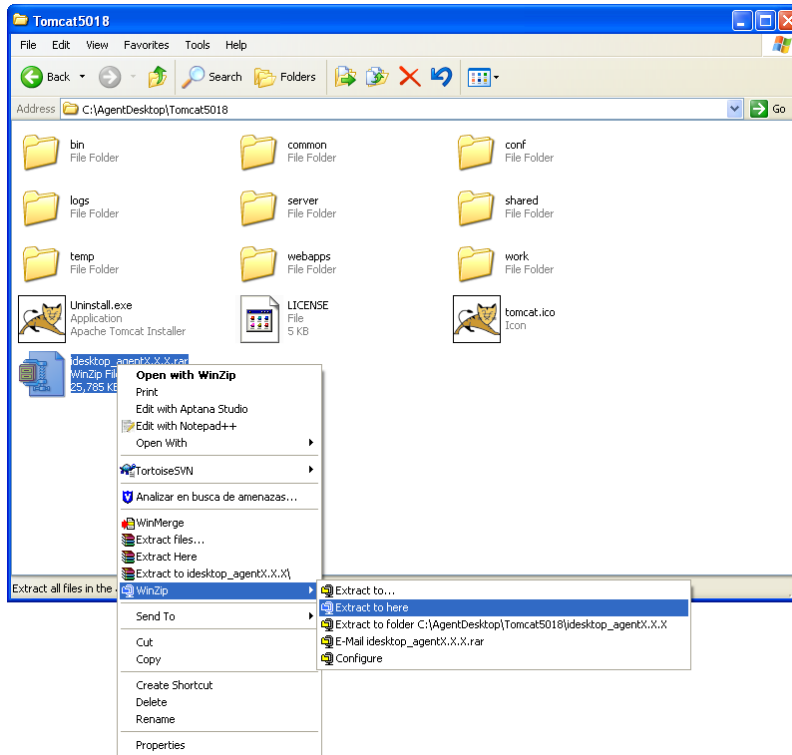 Tomcat5018
File Edit View Favorites Tools Help
Back Search Folders
Address C:\AgentDesktop\Tomcat5018 Go
bin
File Folder
common
File Folder
conf
File Folder
logs
File Folder
server
File Folder
shared
File Folder
temp
File Folder
webapps
File Folder
work
File Folder
Uninstall.exe
Application
Apache Tomcat Installer
LICENSE
File
5 KB
tomcat.ico
Icon
idesktop_agentX.X.X.rar
WinZip File
25,785 KB
Open with WinZip
Print
Edit with Aptana Studio
Edit with Notepad++
Open With
TortoiseSVN
Analizar en busca de amenazas...
WinMerge
Extract files...
Extract Here
Extract to idesktop_agentX.X.X\
WinZip
Send To
Cut
Copy
Create Shortcut
Delete
Rename
Properties
Extract to...
Extract to here
Extract to folder C:\AgentDesktop\Tomcat5018\idesktop_agentX.X.X
E-Mail idesktop_agentX.X.X.rar
Configure
Extract all files in the